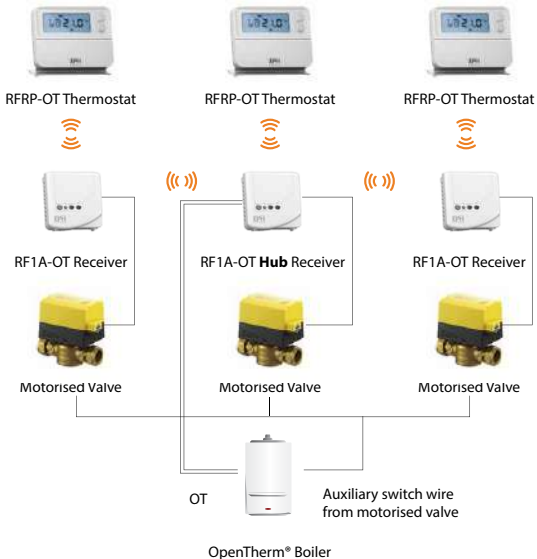 RFRP-OT Thermostat RFRP-OT Thermostat RFRP-OT Thermostat
RF1A-OT Receiver RF1A-OT Hub Receiver RF1A-OT Receiver
Motorised Valve Motorised Valve Motorised Valve
OT
Auxiliary switch wire
from motorised valve
OpenTherm® Boiler